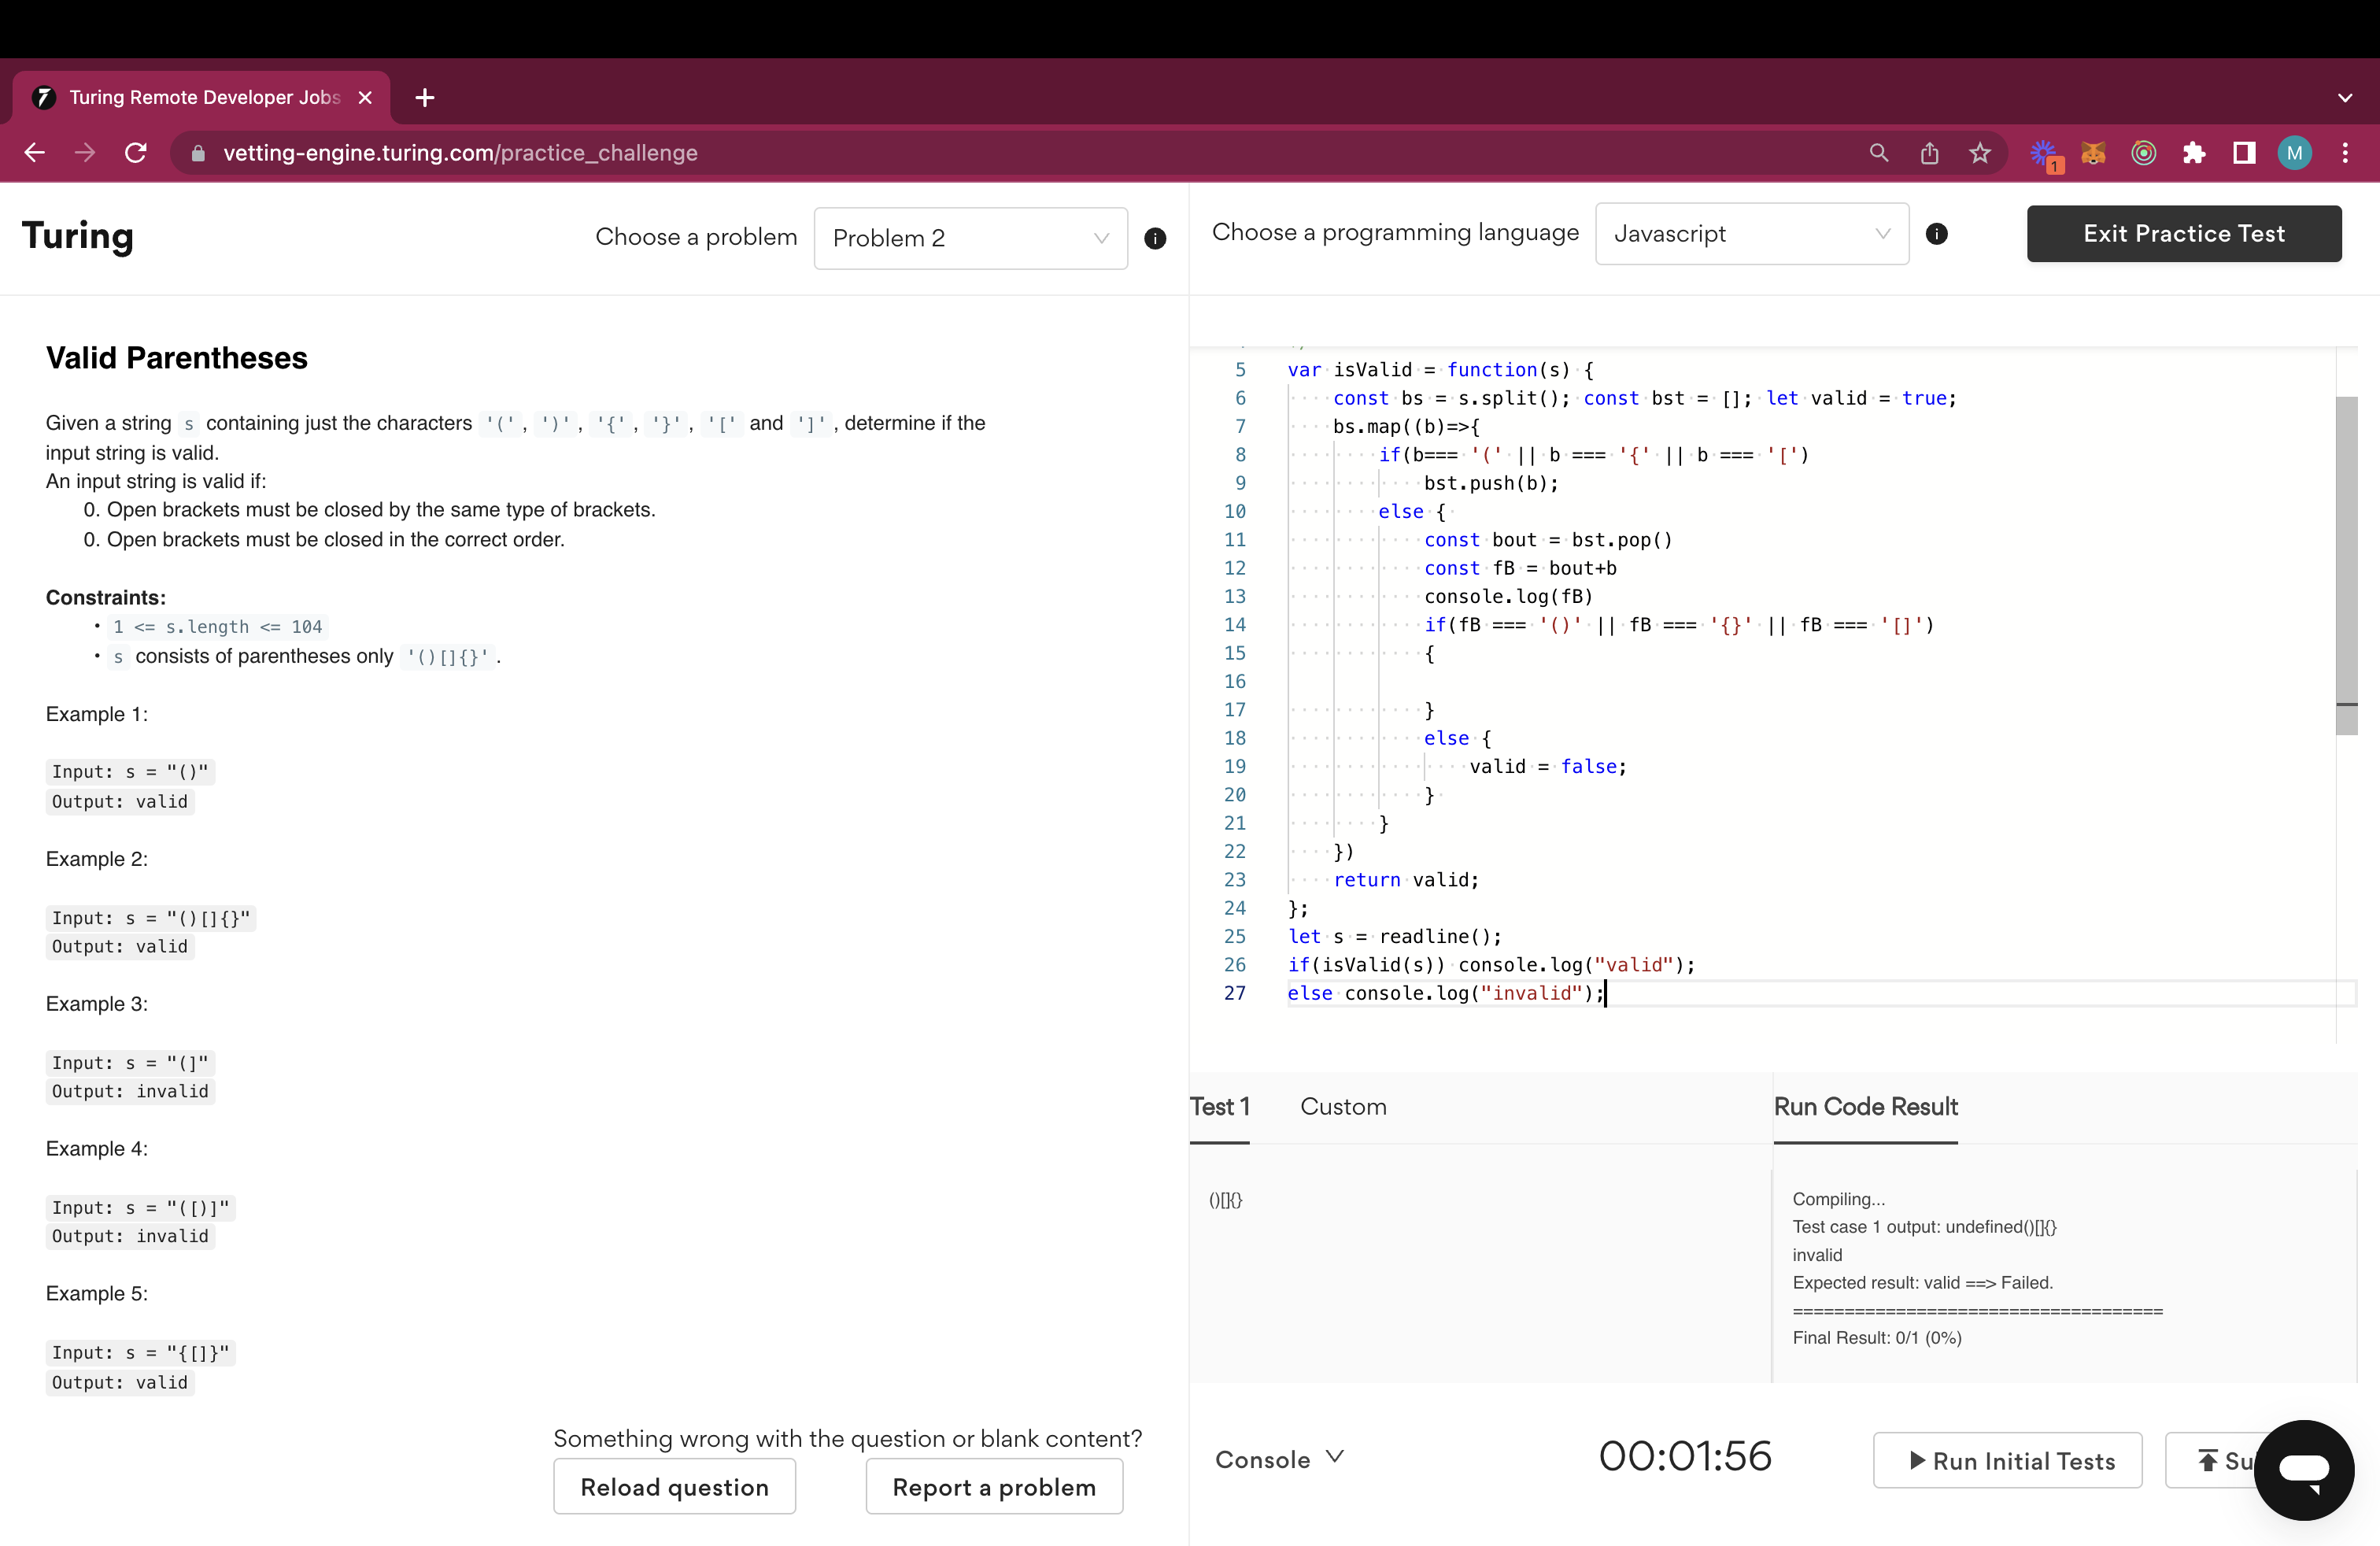 Turing Remote Developer Jobs
vetting-engine.turing.com/practice_challenge
1
M
Turing
Choose a problem
Problem 2
Choose a programming language
Javascript
Exit Practice Test
Valid Parentheses
Given a string s containing just the characters '(', ')', '{', '}', '[' and ']', determine if the
input string is valid.
An input string is valid if:
0. Open brackets must be closed by the same type of brackets.
0. Open brackets must be closed in the correct order.
Constraints:
• 1 <= s.length <= 104
• s consists of parentheses only '()[]{}'.
Example 1:
Input: s = "()"
Output: valid
Example 2:
Input: s = "()[]{}"
Output: valid
Example 3:
Input: s = "(]"
Output: invalid
Example 4:
Input: s = "([)]"
Output: invalid
Example 5:
Input: s = "{[]}"
Output: valid
Something wrong with the question or blank content?
Reload question
Report a problem
5 var isValid = function(s) {
6 const bs = s.split(); const bst = []; let valid = true;
7 bs.map((b)=>{
8 if(b=== '(' || b === '{' || b === '[')
9 bst.push(b);
10 else {
11 const bout = bst.pop()
12 const fB = bout+b
13 console.log(fB)
14 if(fB === '()' || fB === '{}' || fB === '[]')
15 {
16
17 }
18 else {
19 valid = false;
20 }
21 }
22 })
23 return valid;
24 };
25 let s = readline();
26 if(isValid(s)) console.log("valid");
27 else console.log("invalid");
Test 1
Custom
Run Code Result
()[]{}
Compiling...
Test case 1 output: undefined()[]{}
invalid
Expected result: valid ==> Failed.
====================================
Final Result: 0/1 (0%)
Console
00:01:56
Run Initial Tests
Su